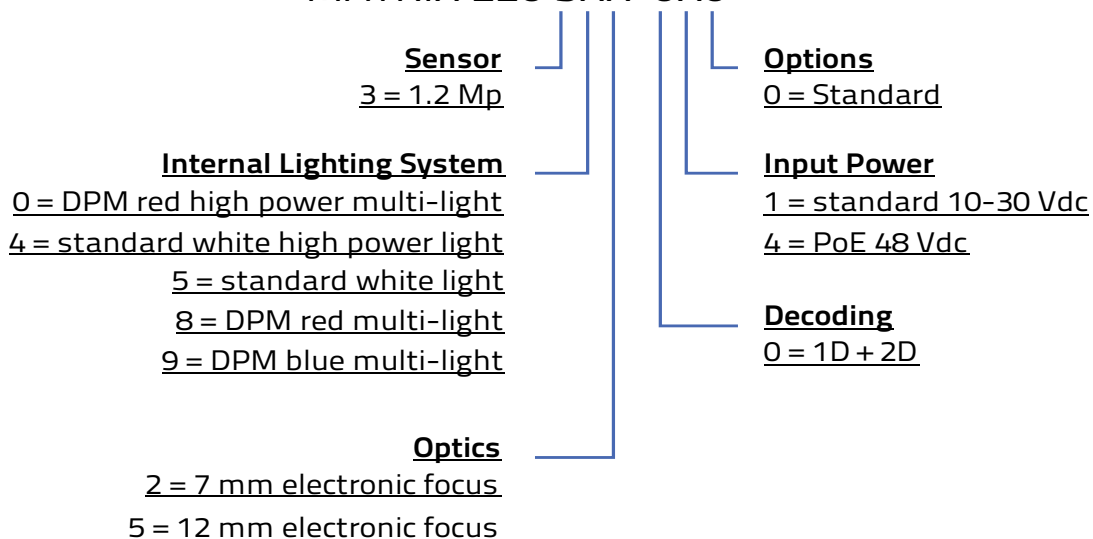 Sensor
3 = 1.2 Mp
Internal Lighting System
0 = DPM red high power multi-light
4 = standard white high power light
5 = standard white light
8 = DPM red multi-light
9 = DPM blue multi-light
Optics
2 = 7 mm electronic focus
5 = 12 mm electronic focus
Options
0 = Standard
Input Power
1 = standard 10-30 Vdc
4 = PoE 48 Vdc
Decoding
0 = 1D + 2D